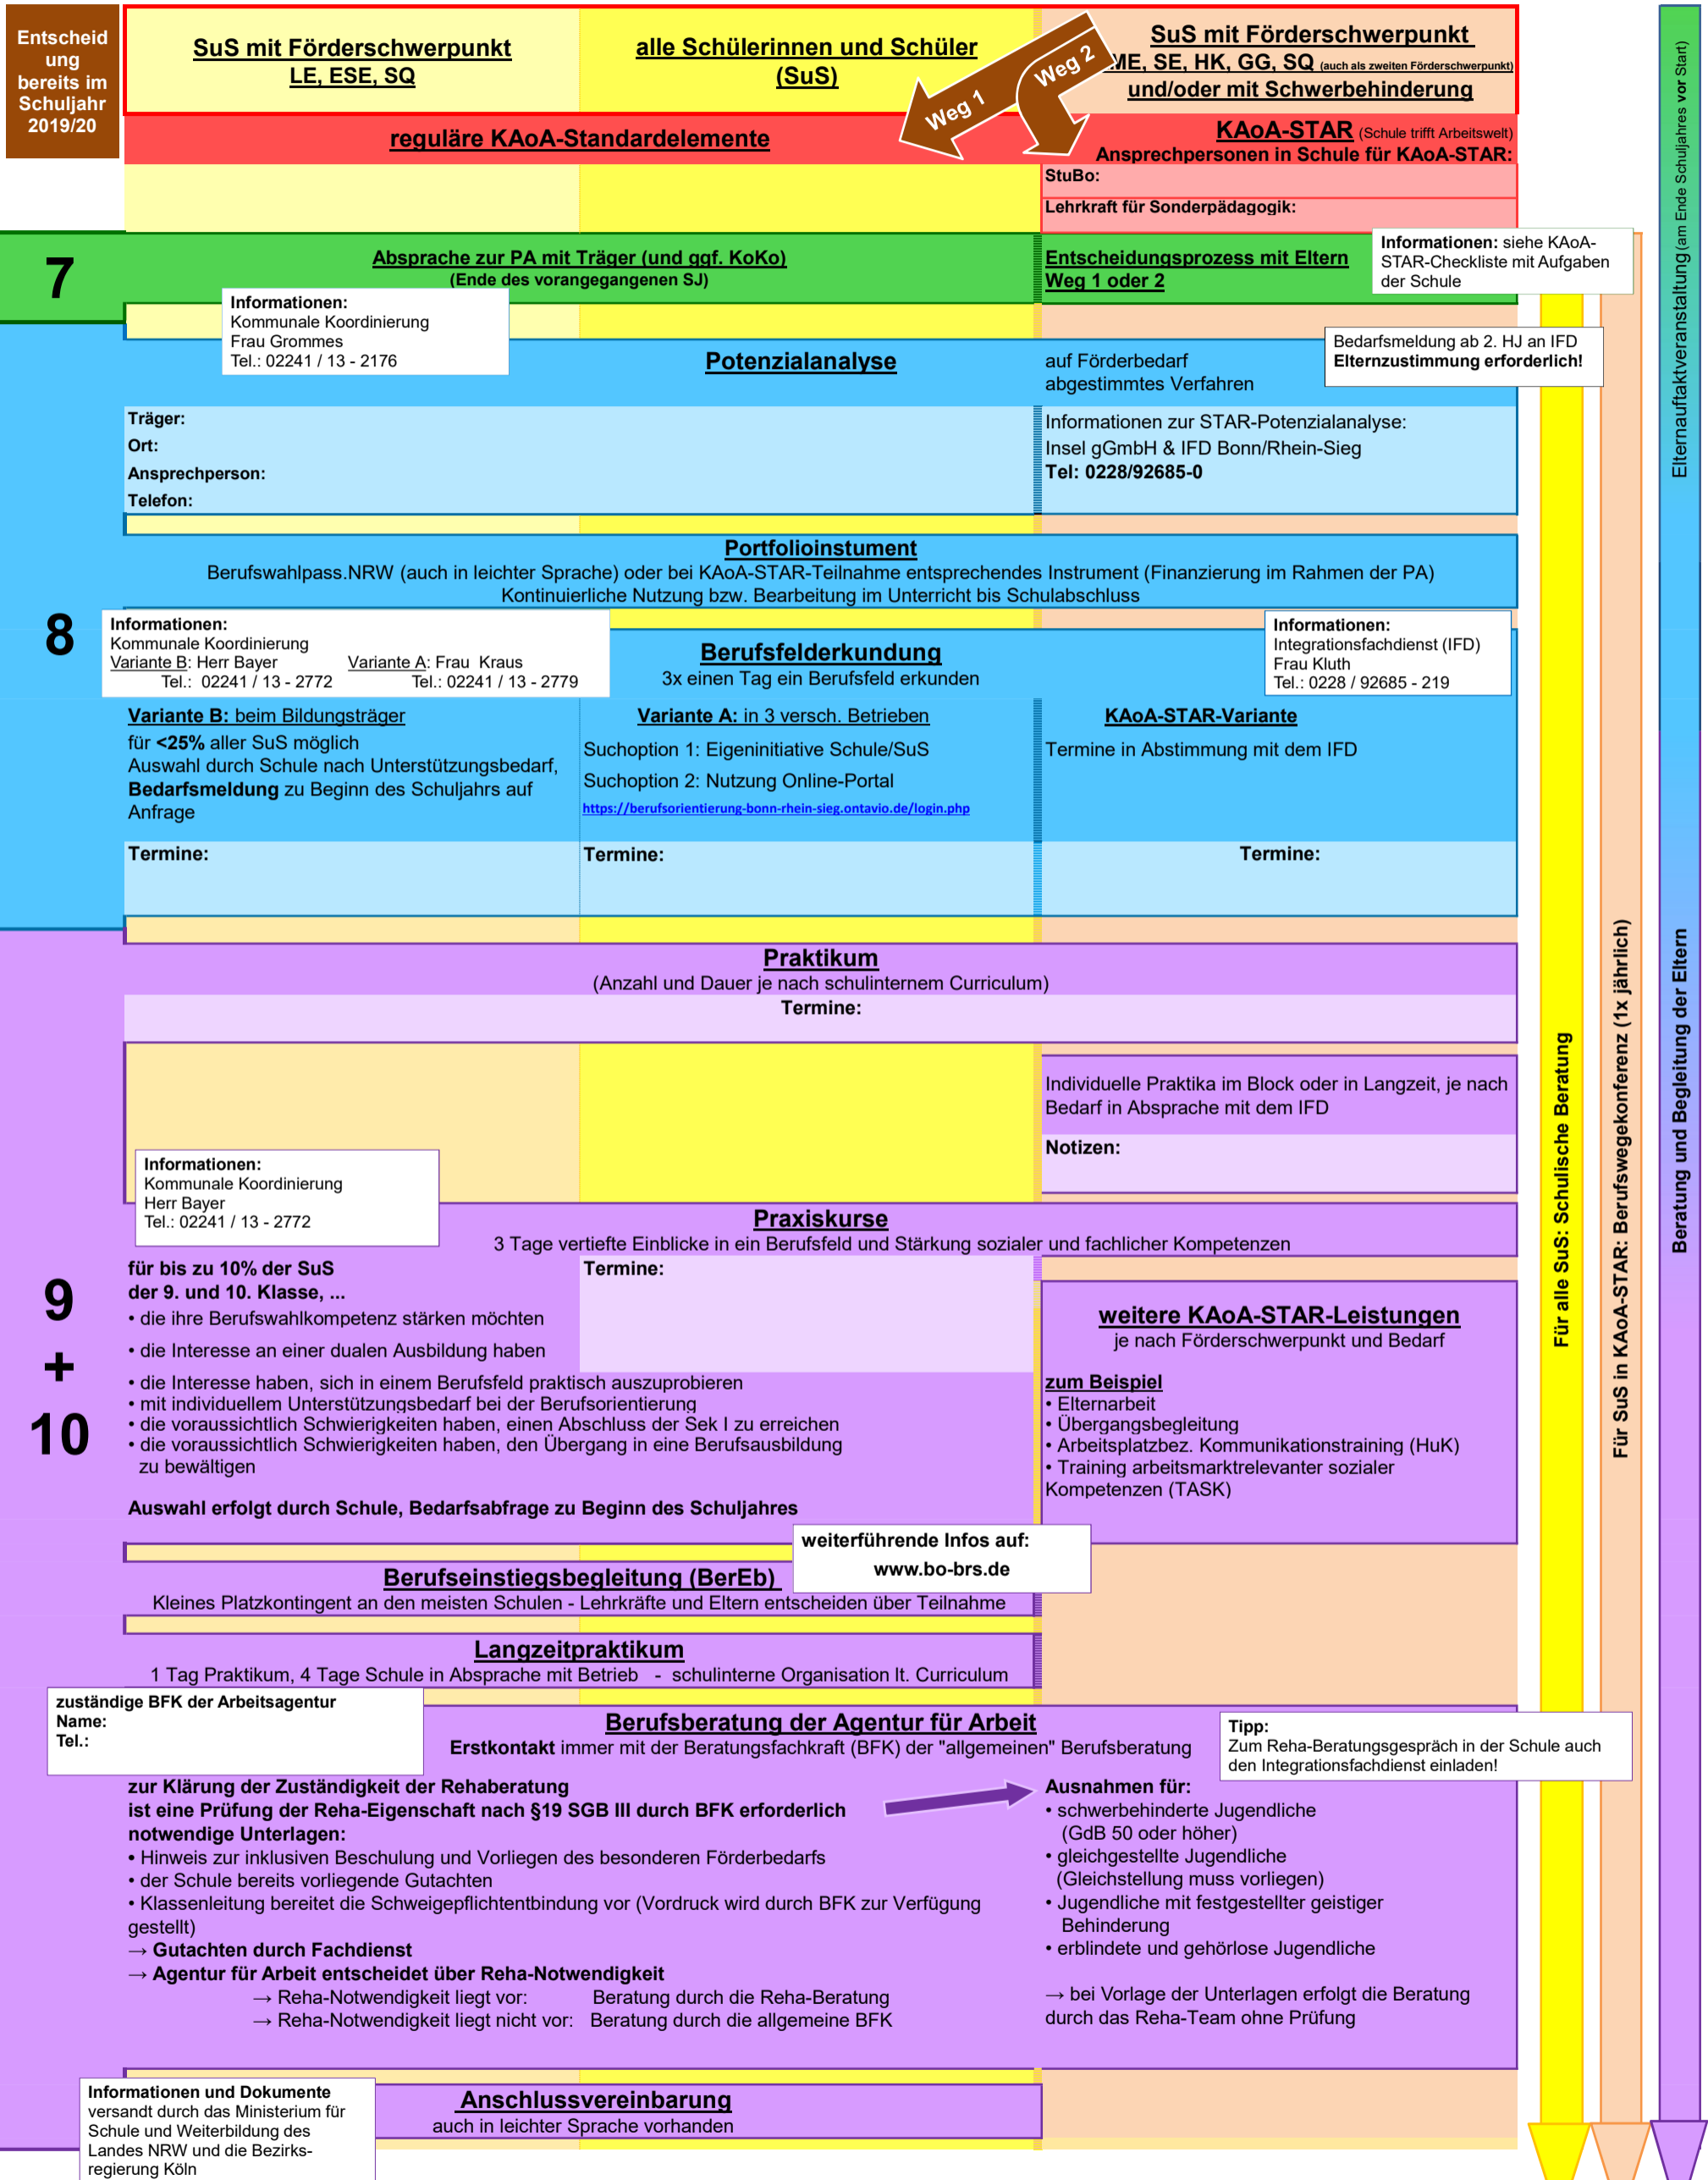 Entscheid
ung
bereits im
Schuljahr
2019/20
SuS mit Förderschwerpunkt
LE, ESE, SQ
alle Schülerinnen und Schüler
(SuS)
Weg 1
Weg 2
SuS mit Förderschwerpunkt
ME, SE, HK, GG, SQ (auch als zweiten Förderschwerpunkt)
und/oder mit Schwerbehinderung
reguläre KAoA-Standardelemente
KAoA-STAR (Schule trifft Arbeitswelt)
Ansprechpersonen in Schule für KAoA-STAR:
StuBo:
Lehrkraft für Sonderpädagogik:
7
Absprache zur PA mit Träger (und ggf. KoKo)
(Ende des vorangegangenen SJ)
Entscheidungsprozess mit Eltern
Weg 1 oder 2
Informationen: siehe KAoA-
STAR-Checkliste mit Aufgaben
der Schule
Informationen:
Kommunale Koordinierung
Frau Grommes
Tel.: 02241 / 13 - 2176
Potenzialanalyse
auf Förderbedarf
abgestimmtes Verfahren
Bedarfsmeldung ab 2. HJ an IFD
Elternzustimmung erforderlich!
Träger:
Ort:
Ansprechperson:
Telefon:
Informationen zur STAR-Potenzialanalyse:
Insel gGmbH & IFD Bonn/Rhein-Sieg
Tel: 0228/92685-0
8
Portfolioinstument
Berufswahlpass.NRW (auch in leichter Sprache) oder bei KAoA-STAR-Teilnahme entsprechendes Instrument (Finanzierung im Rahmen der PA)
Kontinuierliche Nutzung bzw. Bearbeitung im Unterricht bis Schulabschluss
Informationen:
Kommunale Koordinierung
Variante B: Herr Bayer Variante A: Frau Kraus
Tel.: 02241 / 13 - 2772 Tel.: 02241 / 13 - 2779
Berufsfelderkundung
3x einen Tag ein Berufsfeld erkunden
Informationen:
Integrationsfachdienst (IFD)
Frau Kluth
Tel.: 0228 / 92685 - 219
Variante B: beim Bildungsträger
für <25% aller SuS möglich
Auswahl durch Schule nach Unterstützungsbedarf,
Bedarfsmeldung zu Beginn des Schuljahrs auf
Anfrage
Variante A: in 3 versch. Betrieben
Suchoption 1: Eigeninitiative Schule/SuS
Suchoption 2: Nutzung Online-Portal
https://berufsorientierung-bonn-rhein-sieg.ontavio.de/login.php
KAoA-STAR-Variante
Termine in Abstimmung mit dem IFD
Termine:
Termine:
Termine:
Praktikum
(Anzahl und Dauer je nach schulinternem Curriculum)
Termine:
Individuelle Praktika im Block oder in Langzeit, je nach
Bedarf in Absprache mit dem IFD
Notizen:
Informationen:
Kommunale Koordinierung
Herr Bayer
Tel.: 02241 / 13 - 2772
Praxiskurse
3 Tage vertiefte Einblicke in ein Berufsfeld und Stärkung sozialer und fachlicher Kompetenzen
9
+
10
für bis zu 10% der SuS
der 9. und 10. Klasse, ...
• die ihre Berufswahlkompetenz stärken möchten
• die Interesse an einer dualen Ausbildung haben
• die Interesse haben, sich in einem Berufsfeld praktisch auszuprobieren
• mit individuellem Unterstützungsbedarf bei der Berufsorientierung
• die voraussichtlich Schwierigkeiten haben, einen Abschluss der Sek I zu erreichen
• die voraussichtlich Schwierigkeiten haben, den Übergang in eine Berufsausbildung
zu bewältigen
Auswahl erfolgt durch Schule, Bedarfsabfrage zu Beginn des Schuljahres
Termine:
weitere KAoA-STAR-Leistungen
je nach Förderschwerpunkt und Bedarf
zum Beispiel
• Elternarbeit
• Übergangsbegleitung
• Arbeitsplatzbez. Kommunikationstraining (HuK)
• Training arbeitsmarktrelevanter sozialer
Kompetenzen (TASK)
weiterführende Infos auf:
www.bo-brs.de
Berufseinstiegsbegleitung (BerEb)
Kleines Platzkontingent an den meisten Schulen - Lehrkräfte und Eltern entscheiden über Teilnahme
Langzeitpraktikum
1 Tag Praktikum, 4 Tage Schule in Absprache mit Betrieb - schulinterne Organisation lt. Curriculum
zuständige BFK der Arbeitsagentur
Name:
Tel.:
Berufsberatung der Agentur für Arbeit
Erstkontakt immer mit der Beratungsfachkraft (BFK) der "allgemeinen" Berufsberatung
Tipp:
Zum Reha-Beratungsgespräch in der Schule auch
den Integrationsfachdienst einladen!
zur Klärung der Zuständigkeit der Rehaberatung
ist eine Prüfung der Reha-Eigenschaft nach §19 SGB III durch BFK erforderlich
notwendige Unterlagen:
• Hinweis zur inklusiven Beschulung und Vorliegen des besonderen Förderbedarfs
• der Schule bereits vorliegende Gutachten
• Klassenleitung bereitet die Schweigepflichtentbindung vor (Vordruck wird durch BFK zur Verfügung
gestellt)
→ Gutachten durch Fachdienst
→ Agentur für Arbeit entscheidet über Reha-Notwendigkeit
→ Reha-Notwendigkeit liegt vor: Beratung durch die Reha-Beratung
→ Reha-Notwendigkeit liegt nicht vor: Beratung durch die allgemeine BFK
Ausnahmen für:
• schwerbehinderte Jugendliche
(GdB 50 oder höher)
• gleichgestellte Jugendliche
(Gleichstellung muss vorliegen)
• Jugendliche mit festgestellter geistiger
Behinderung
• erblindete und gehörlose Jugendliche
→ bei Vorlage der Unterlagen erfolgt die Beratung
durch das Reha-Team ohne Prüfung
Informationen und Dokumente
versandt durch das Ministerium für
Schule und Weiterbildung des
Landes NRW und die Bezirks-
regierung Köln
Anschlussvereinbarung
auch in leichter Sprache vorhanden
Für alle SuS: Schulische Beratung
Für SuS in KAoA-STAR: Berufswegekonferenz (1x jährlich)
Elternauftaktveranstaltung (am Ende Schuljahres vor Start)
Beratung und Begleitung der Eltern